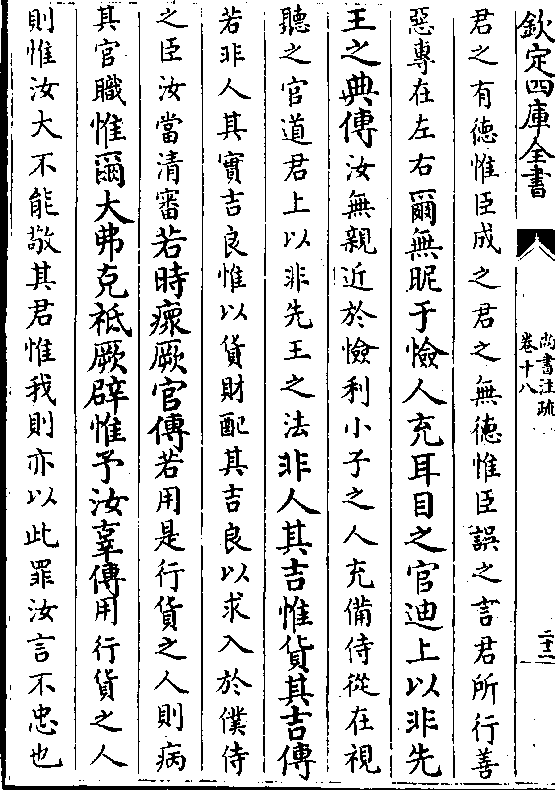 欽定四庫全書
尚書注疏
卷十八
二十二
君之有德惟臣成之君之無德惟臣誤之言君所行善
惡專在左右爾無昵于憸人充耳目之官迪上以非先
王之典傳汝無親近於憸利小子之人充備侍從在視
聽之官道君上以非先王之法非人其吉惟貨其吉傳
若非人其實吉良惟以貨財配其吉良以求入於僕侍
之臣汝當清審若時瘝厥官傳若用是行貨之人則病
其官職惟爾大弗克祗厥辟惟予汝辜傳用行貨之人
則惟汝大不能敬其君惟我則亦以此罪汝言不忠也